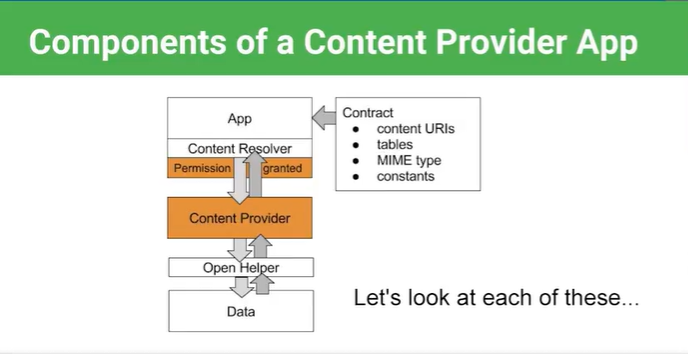 Components of a Content Provider App
App
Content Resolver
Permission granted
Content Provider
Open Helper
Data
Contract
● content URIs
● tables
● MIME type
● constants
Let's look at each of these...